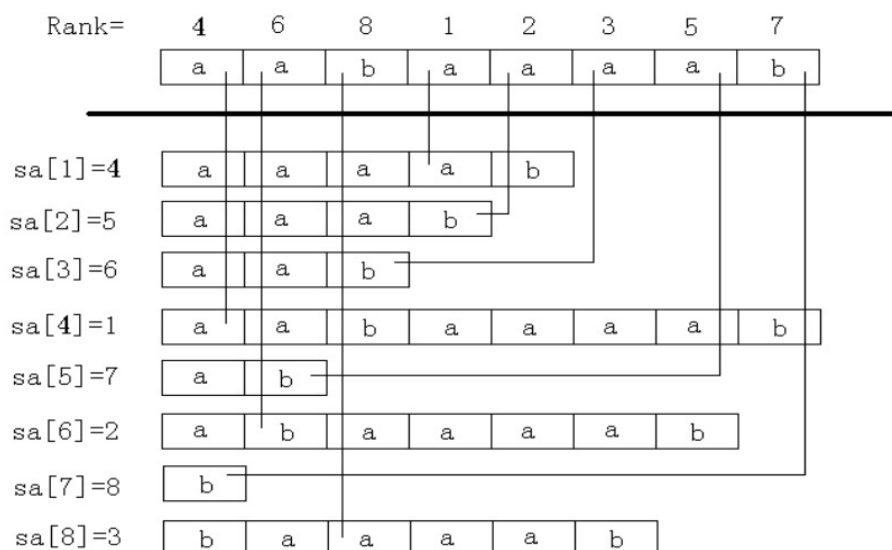 Rank= 4 6 8 1 2 3 5 7
a a b a a a a b
sa[1]=4 a a a a b
sa[2]=5 a a a b
sa[3]=6 a a b
sa[4]=1 a a b a a a a b
sa[5]=7 a b
sa[6]=2 a b a a a a b
sa[7]=8 b
sa[8]=3 b a a a a b